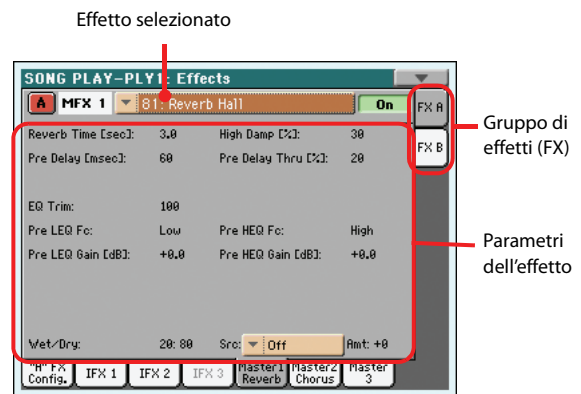 Effetto selezionato
SONG PLAY-PLY1: Effects
A MFX 1 81: Reverb Hall On FX A
Reverb Time [sec]: 3.0 High Damp [%]: 30
Pre Delay [msec]: 60 Pre Delay Thru [%]: 20 FX B
Gruppo di
effetti (FX)
EQ Trim: 100
Pre LEQ Fc: Low Pre HEQ Fc: High
Pre LEQ Gain [dB]: +0.0 Pre HEQ Gain [dB]: +0.0
Parametri
dell'effetto
Wet/Dry: 20:80 Src: Off Amt: +0
"A" FX Config. IFX 1 IFX 2 IFX 3 Master1 Reverb Master2 Chorus Master 3